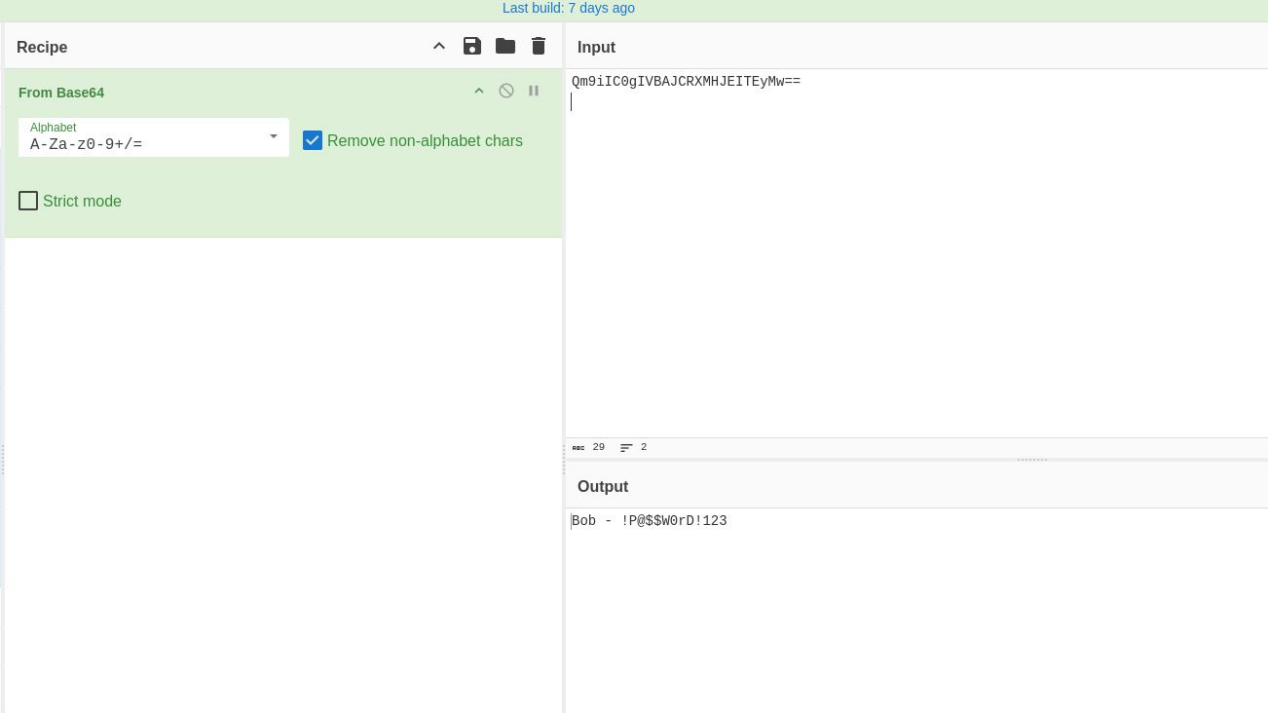 Last build: 7 days ago
Recipe
Input
From Base64
Alphabet
A-Za-z0-9+/=
Remove non-alphabet chars
Strict mode
Qm9iIC0gIVBAJCRXMHJEITEyMw==
ABC 29 2
Output
Bob - !P@$$W0rD!123